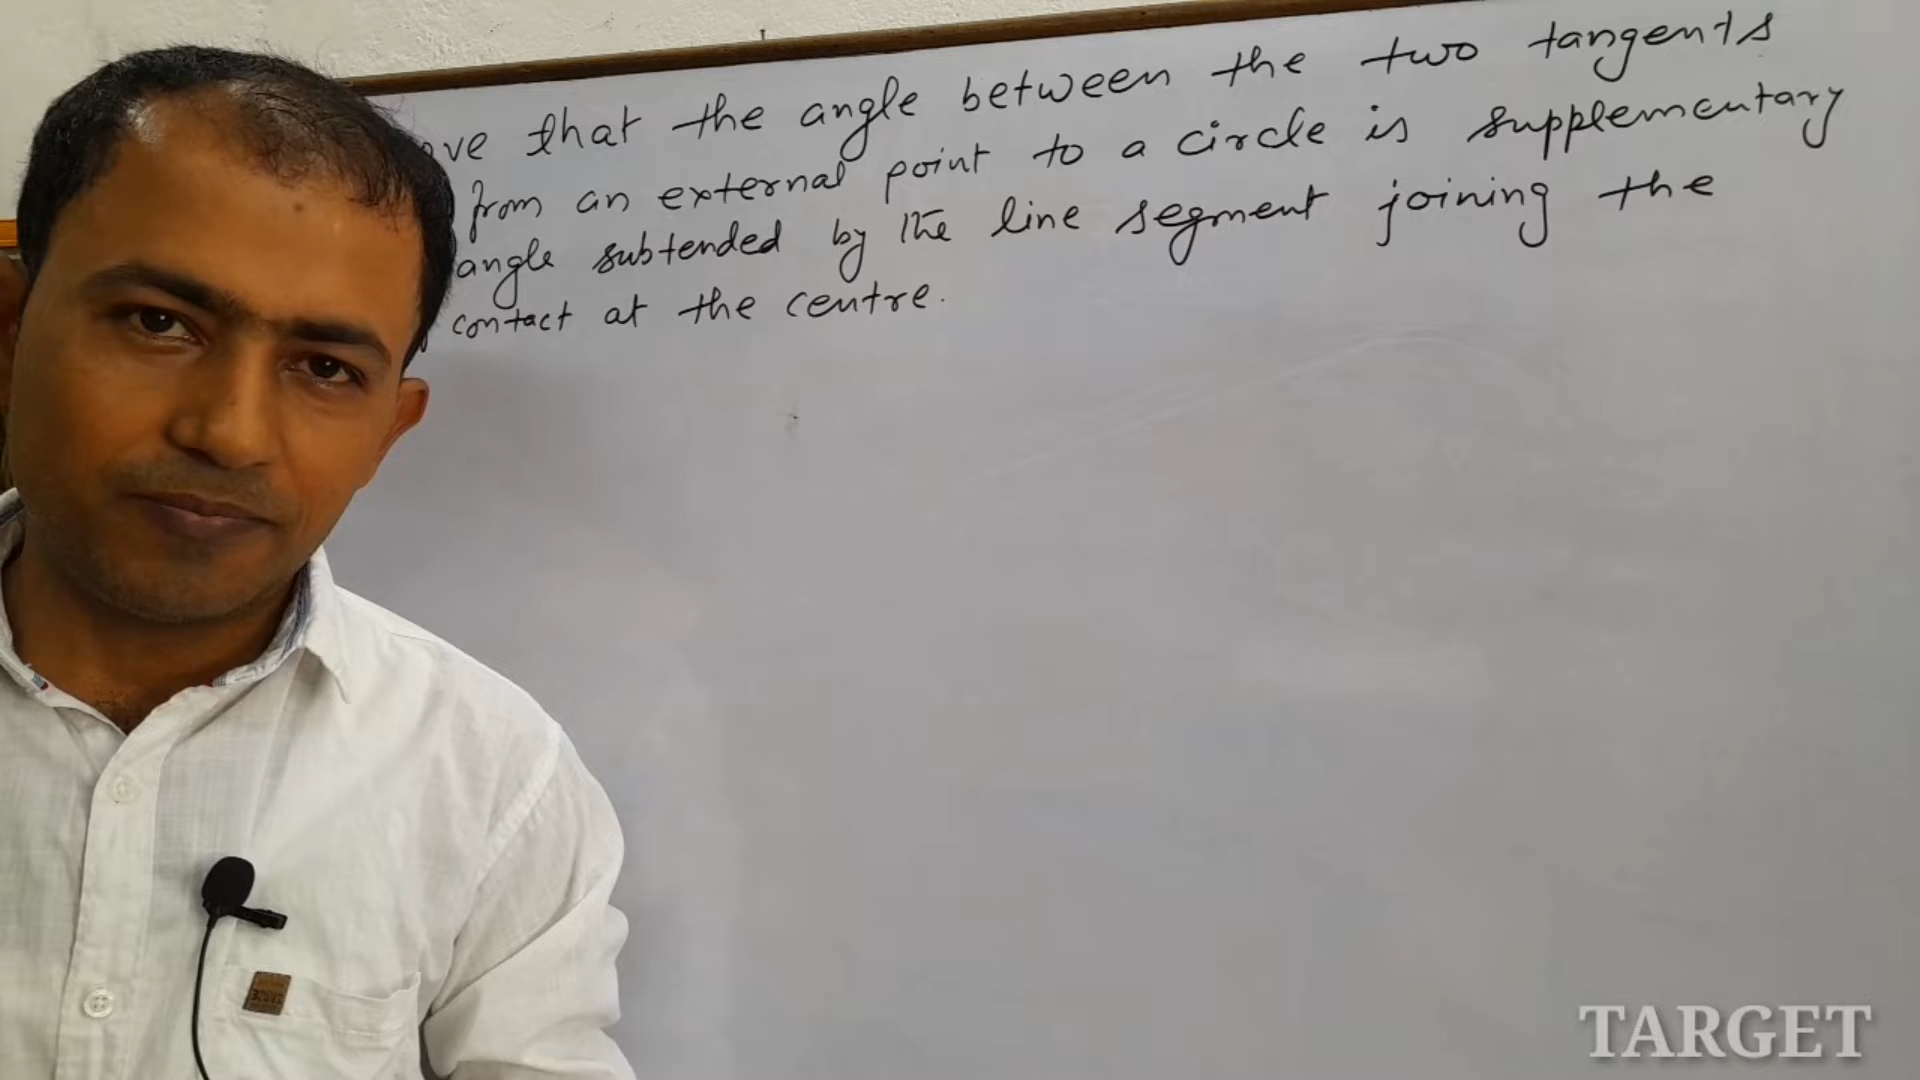 ove that the angle between the two tangents
from an external point to a circle is supplementary
angle subtended by the line segment joining the
contact at the centre.
TARGET